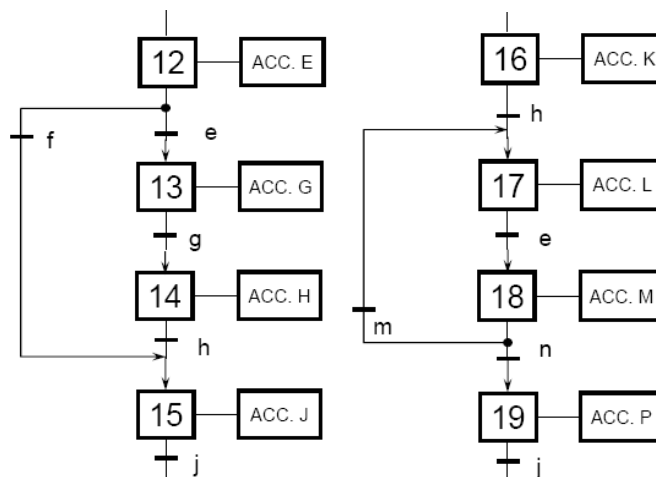 12 ACC. E
f e
13 ACC. G
g
14 ACC. H
h
15 ACC. J
j
16 ACC. K
h
17 ACC. L
e
18 ACC. M
m n
19 ACC. P
j